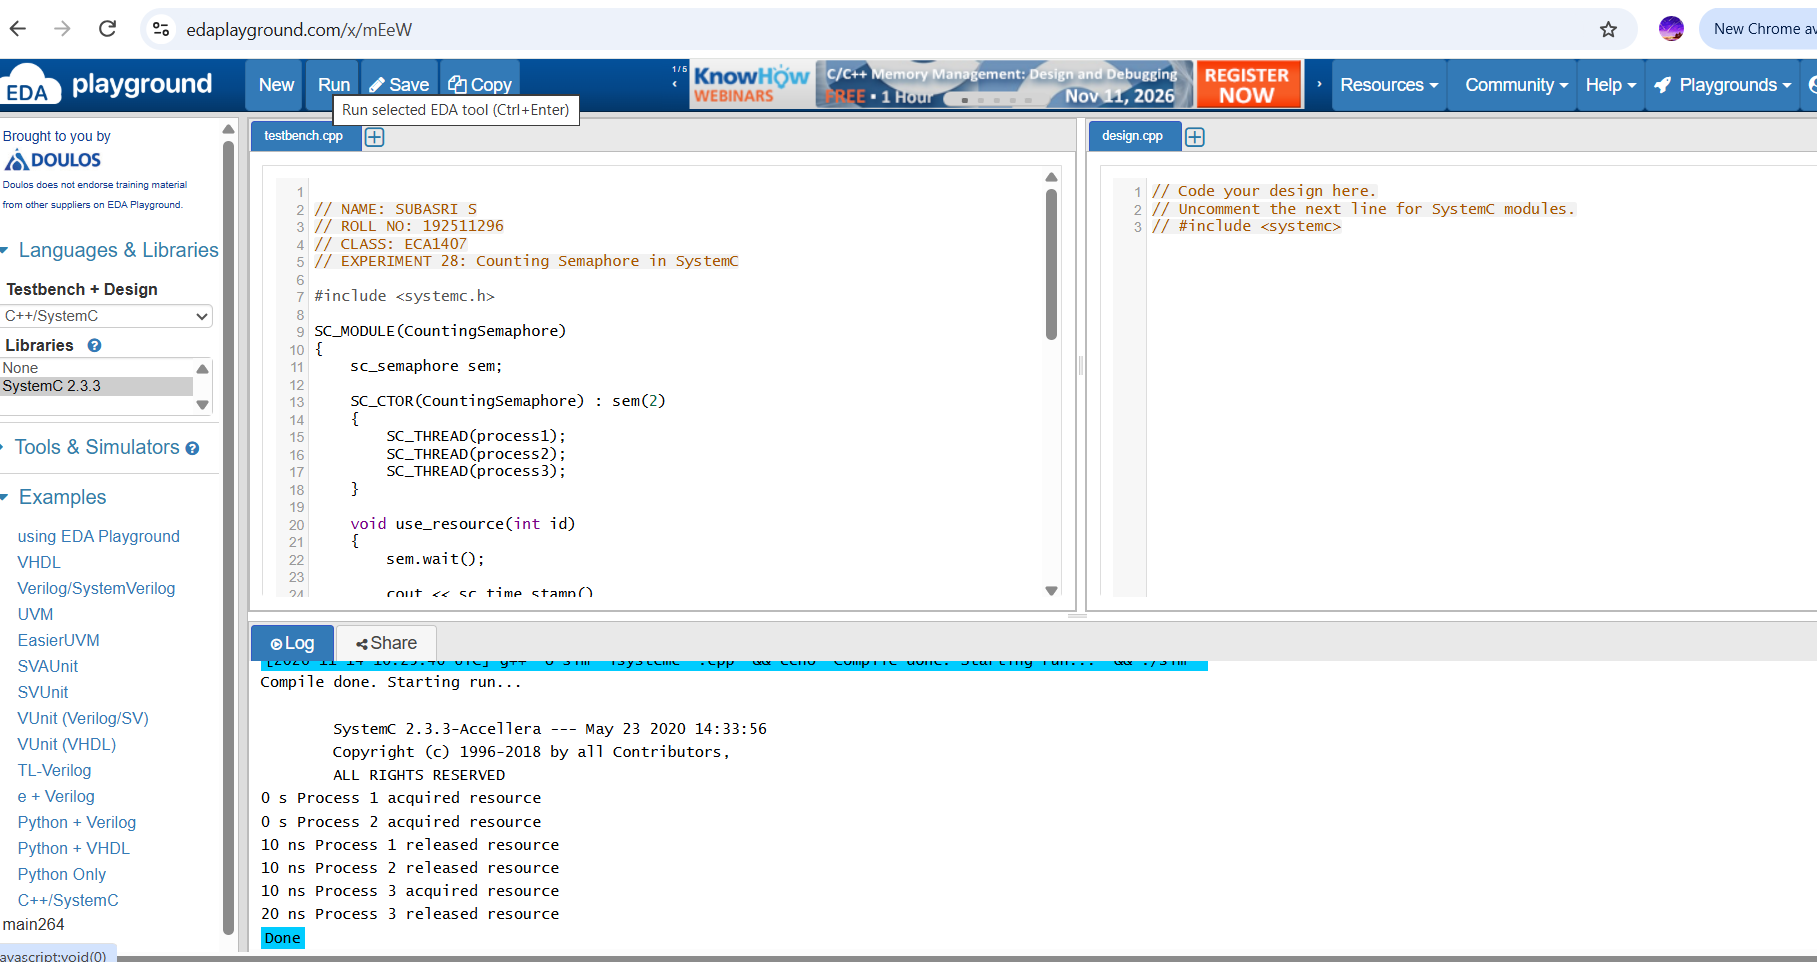 edaplayground.com/x/mEeW
New Chrome av
EDA playground
New
Run
Save
Copy
1/5
KnowHow
WEBINARS
C/C++ Memory Management: Design and Debugging
FREE • 1 Hour
Nov 11, 2026
REGISTER
NOW
Resources
Community
Help
Playgrounds
Run selected EDA tool (Ctrl+Enter)
Brought to you by
DOULOS
Doulos does not endorse training material
from other suppliers on EDA Playground.
Languages & Libraries
Testbench + Design
C++/SystemC
Libraries
None
SystemC 2.3.3
Tools & Simulators
Examples
using EDA Playground
VHDL
Verilog/SystemVerilog
UVM
EasierUVM
SVAUnit
SVUnit
VUnit (Verilog/SV)
VUnit (VHDL)
TL-Verilog
e + Verilog
Python + Verilog
Python + VHDL
Python Only
C++/SystemC
main264
avascript:void(0)
testbench.cpp
1
2 // NAME: SUBASRI S
3 // ROLL NO: 192511296
4 // CLASS: ECA1407
5 // EXPERIMENT 28: Counting Semaphore in SystemC
6
7 #include <systemc.h>
8
9 SC_MODULE(CountingSemaphore)
10 {
11 sc_semaphore sem;
12
13 SC_CTOR(CountingSemaphore) : sem(2)
14 {
15 SC_THREAD(process1);
16 SC_THREAD(process2);
17 SC_THREAD(process3);
18 }
19
20 void use_resource(int id)
21 {
22 sem.wait();
23
24 cout << sc_time_stamp()
design.cpp
1 // Code your design here.
2 // Uncomment the next line for SystemC modules.
3 // #include <systemc>
Log
Share
Compile done. Starting run...
SystemC 2.3.3-Accellera --- May 23 2020 14:33:56
Copyright (c) 1996-2018 by all Contributors,
ALL RIGHTS RESERVED
0 s Process 1 acquired resource
0 s Process 2 acquired resource
10 ns Process 1 released resource
10 ns Process 2 released resource
10 ns Process 3 acquired resource
20 ns Process 3 released resource
Done